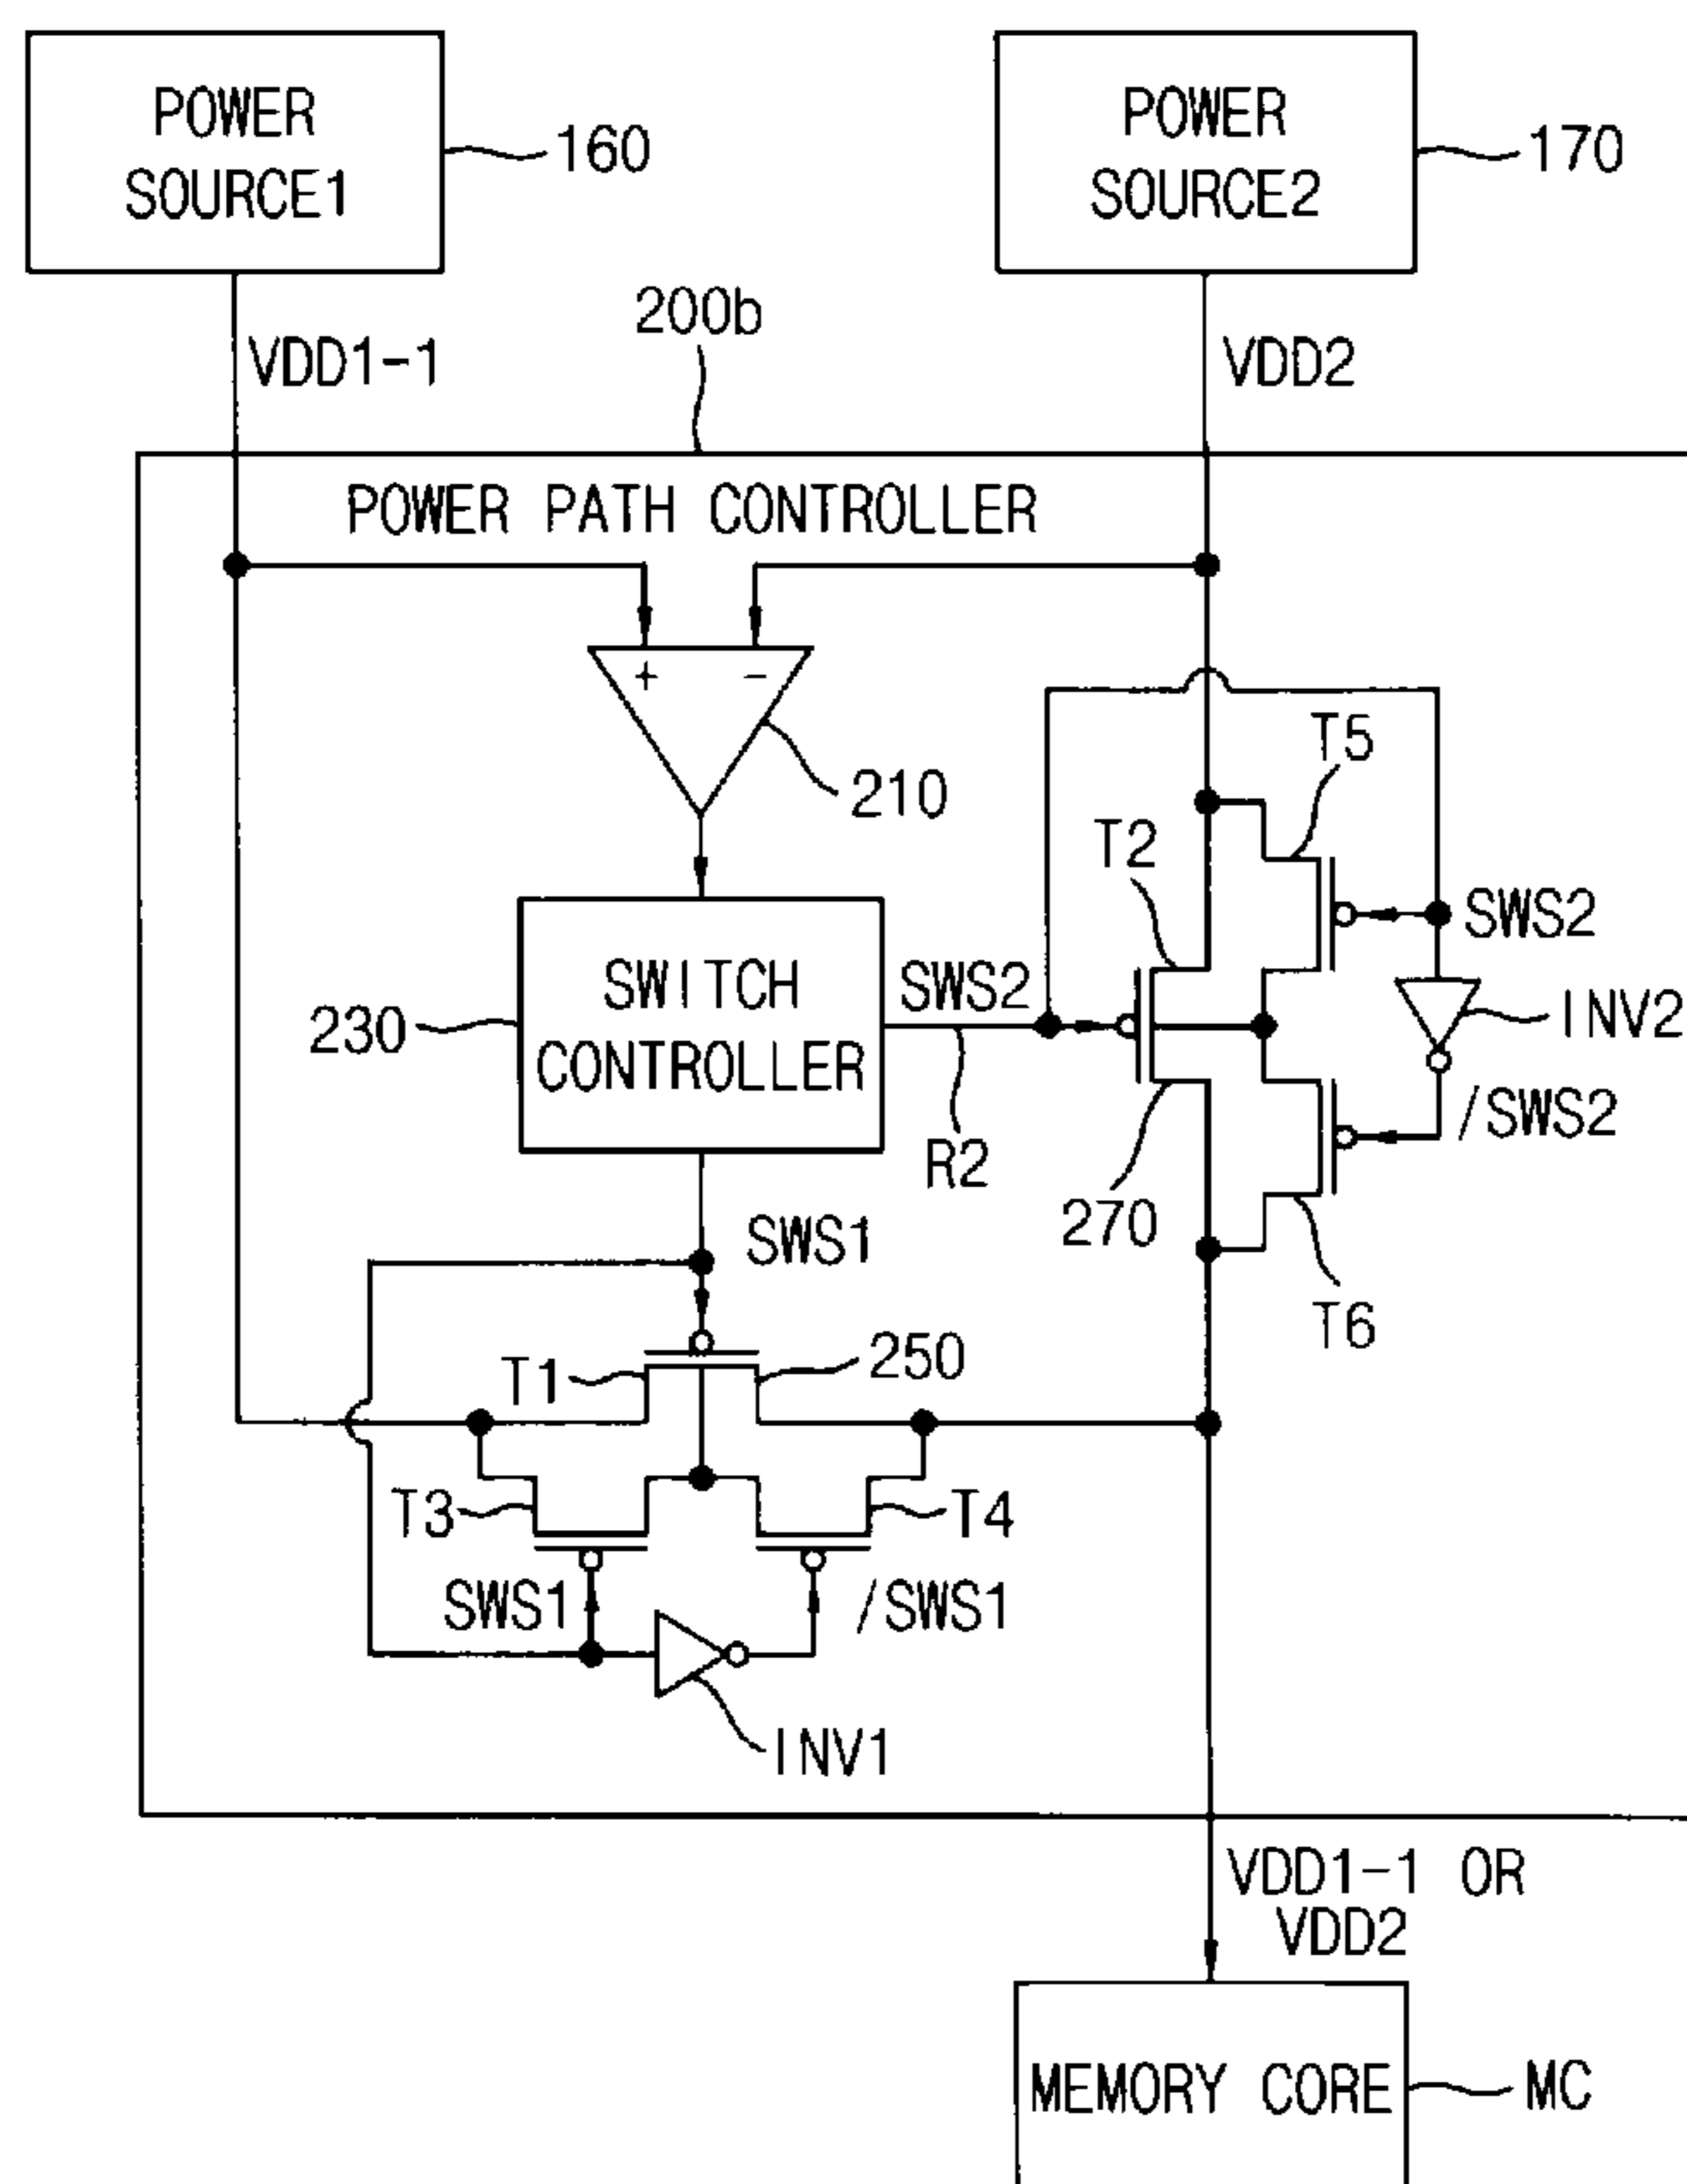 POWER
SOURCE1
160
POWER
SOURCE2
170
200b
VDD1-1
VDD2
POWER PATH CONTROLLER
+
-
210
T5
T2
SWS2
SWITCH
CONTROLLER
230
SWS2
INV2
/SWS2
R2
270
SWS1
T6
T1
250
T3
T4
SWS1
/SWS1
INV1
VDD1-1 OR
VDD2
MEMORY CORE
MC